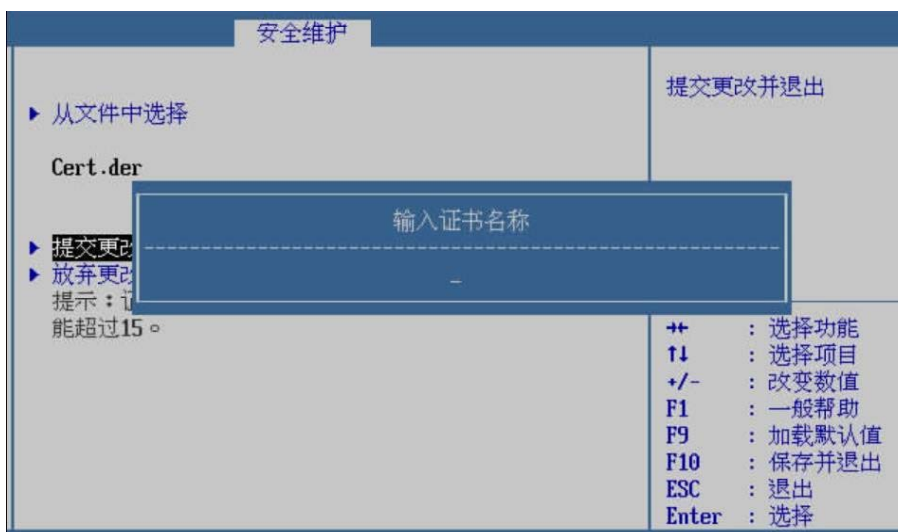 安全维护
从文件中选择
Cert.der
提交更
放弃更
提示：
能超过15。
输入证书名称
提交更改并退出
→← : 选择功能
↑↓ : 选择项目
+/- : 改变数值
F1 : 一般帮助
F9 : 加载默认值
F10 : 保存并退出
ESC : 退出
Enter : 选择